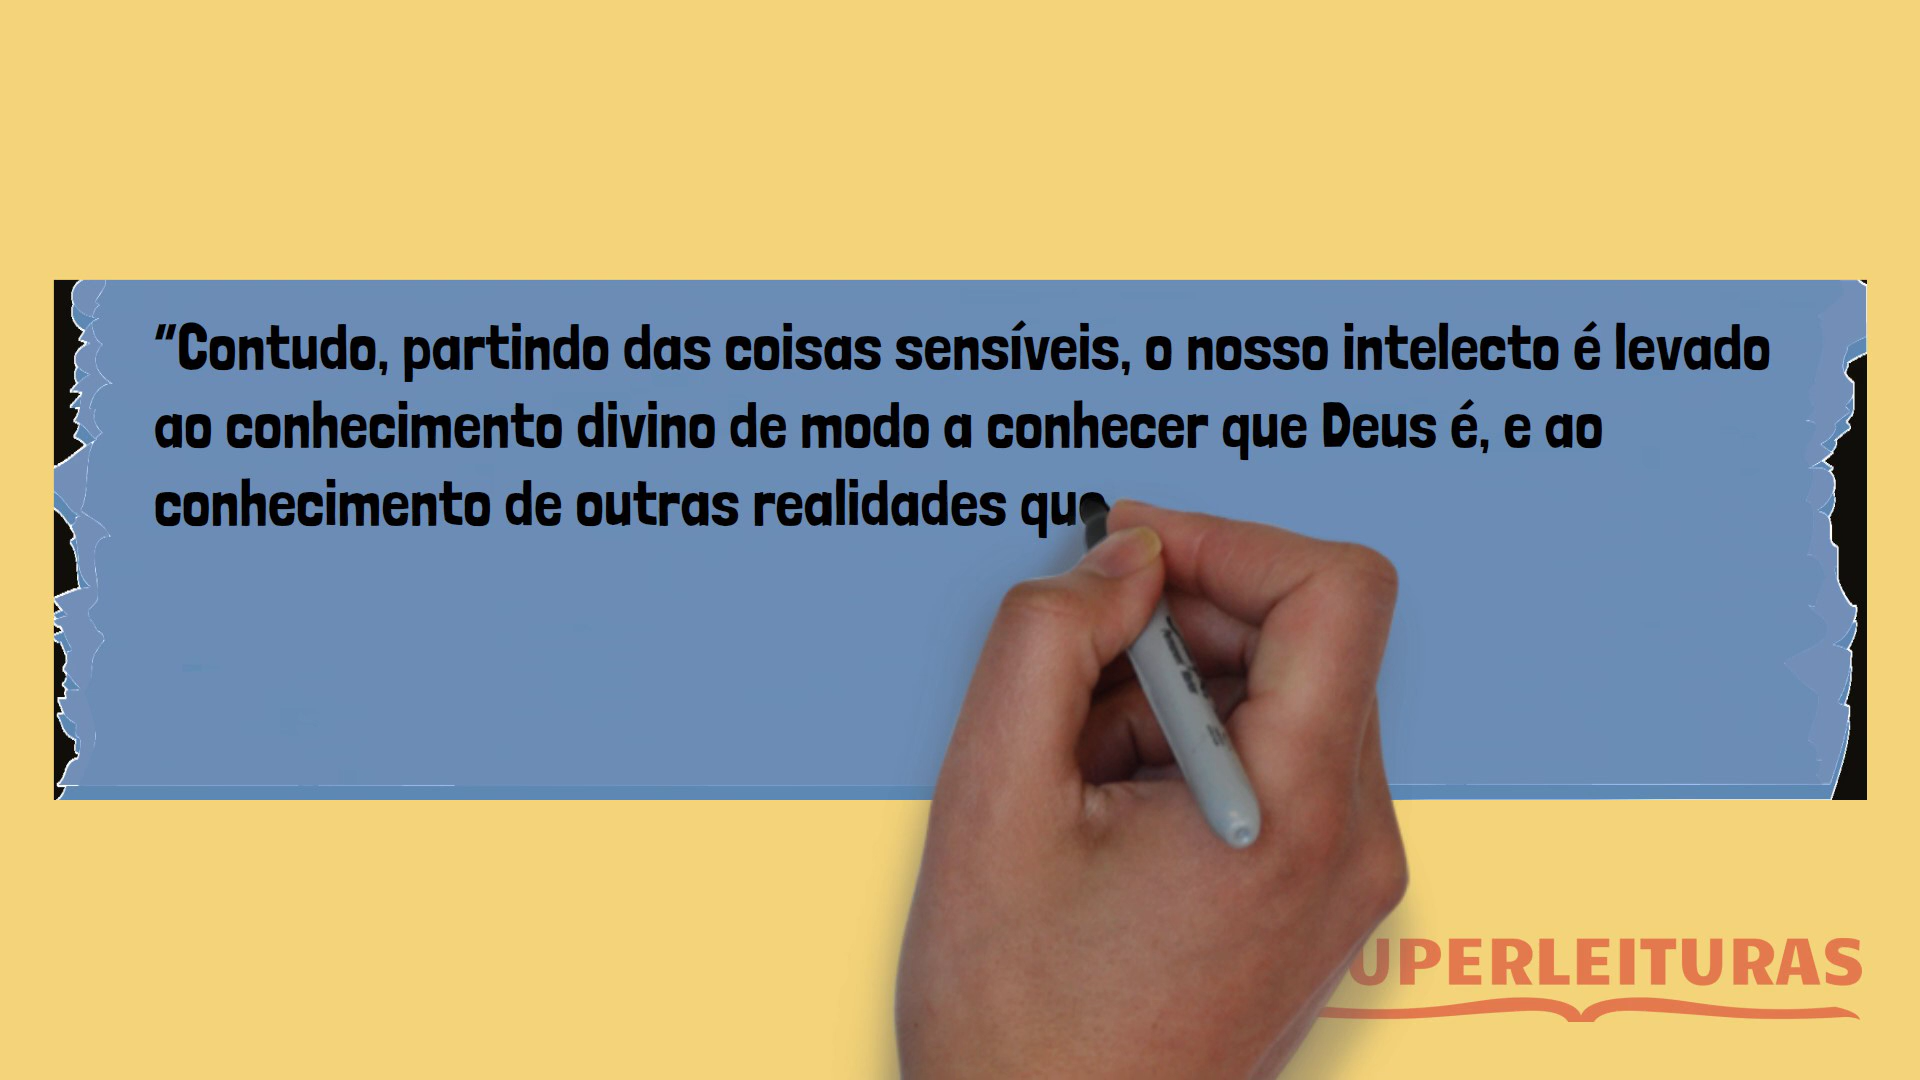 “Contudo, partindo das coisas sensíveis, o nosso intelecto é levado
ao conhecimento divino de modo a conhecer que Deus é, e ao
conhecimento de outras realidades que
UPERLEITURAS